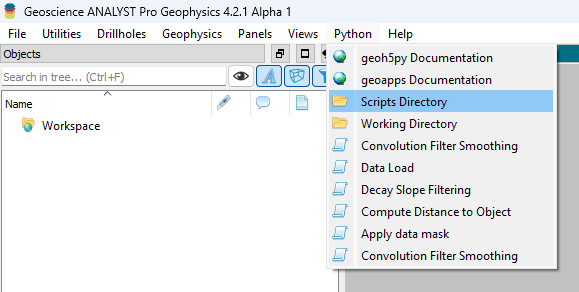 Geoscience ANALYST Pro Geophysics 4.2.1 Alpha 1
File Utilities Drillholes Geophysics Panels Views Python Help
Objects
Search in tree... (Ctrl+F)
Name
Workspace
geoh5py Documentation
geoapps Documentation
Scripts Directory
Working Directory
Convolution Filter Smoothing
Data Load
Decay Slope Filtering
Compute Distance to Object
Apply data mask
Convolution Filter Smoothing